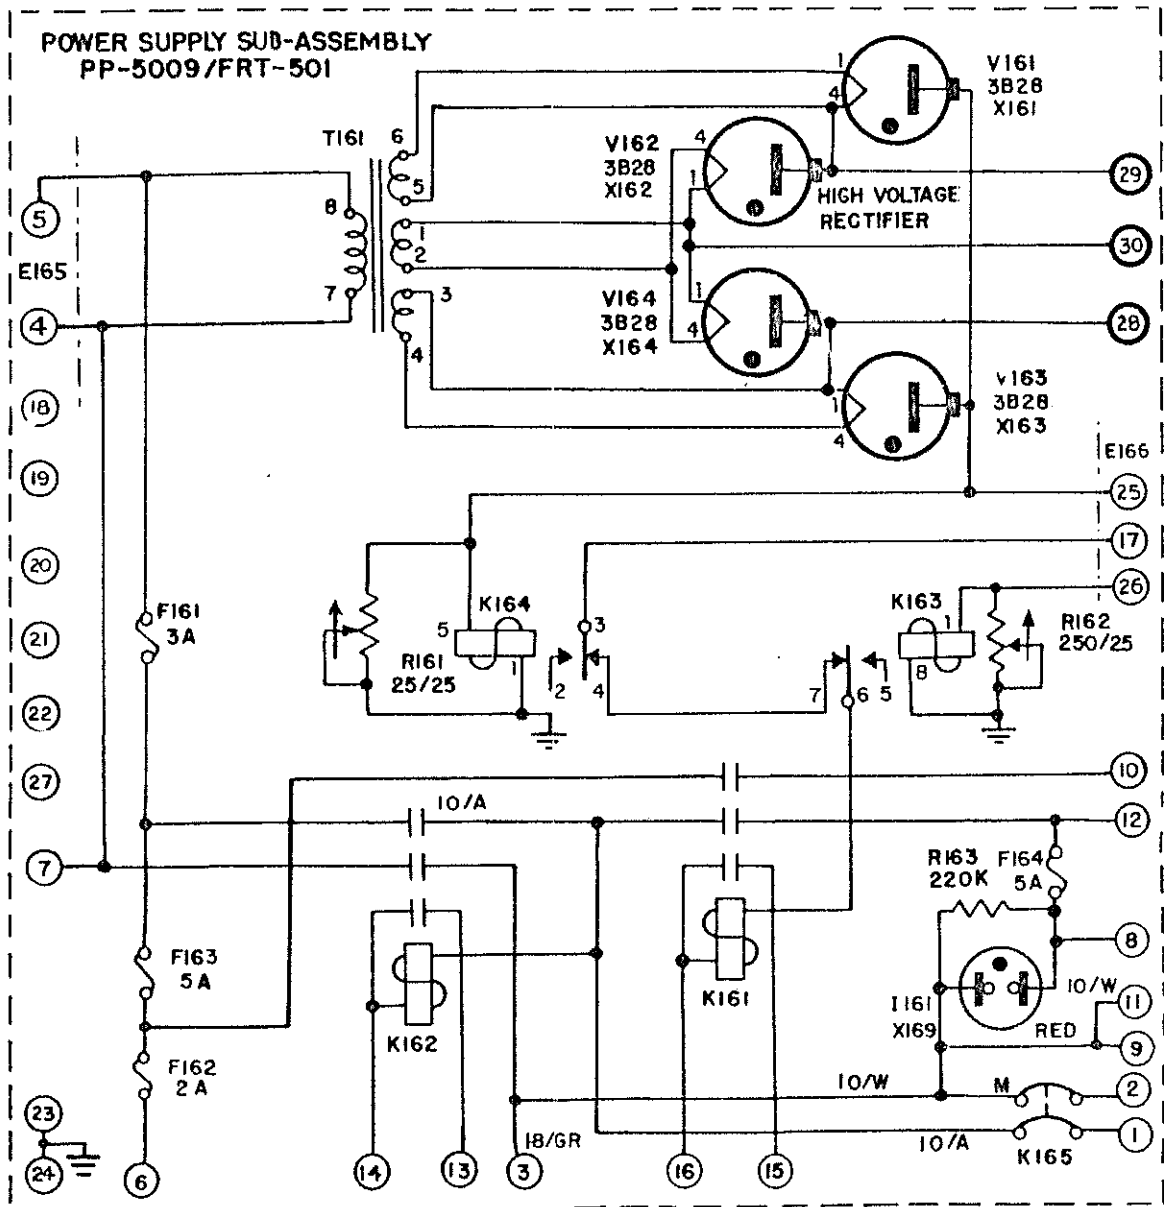 POWER SUPPLY SUB-ASSEMBLY
PP-5009/FRT-501
V161
3B28
X161
1
4
T161
6
5
8
1
2
7
3
4
V162
3B28
X162
4
1
HIGH VOLTAGE
RECTIFIER
29
30
28
5
E165
4
V164
3B28
X164
1
4
V163
3B28
X163
1
4
E166
25
17
26
18
19
20
21
22
27
7
F161
3A
K164
5
1
R161
25/25
3
2
4
K163
1
8
R162
250/25
7
6
5
10
10/A
12
R163
220K
F164
5A
8
10/W
11
I161
X169
RED
9
F163
5A
K162
K161
F162
2A
10/W
M
2
23
24
6
14
13
18/GR
3
16
15
10/A
K165
1